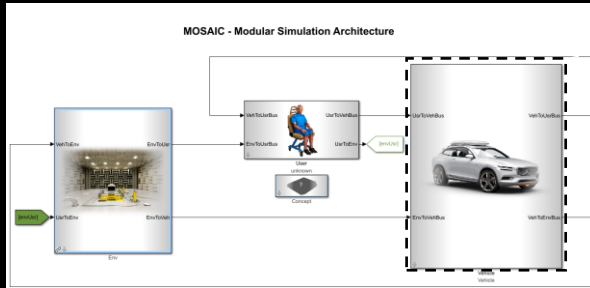 MOSAIC - Modular Simulation Architecture
VehToEnv
EnvToUsr
UsrToEnv
EnvToVeh
[envUsr]
Env
VehToUsrBus
UsrToVehBus
EnvToUsrBus
UsrToEnv
[envUsr]
User
unknown
Concept
UsrToVehBus
VehToUsrBus
EnvToVehBus
VehToEnvBus
Vehicle
Vehicle